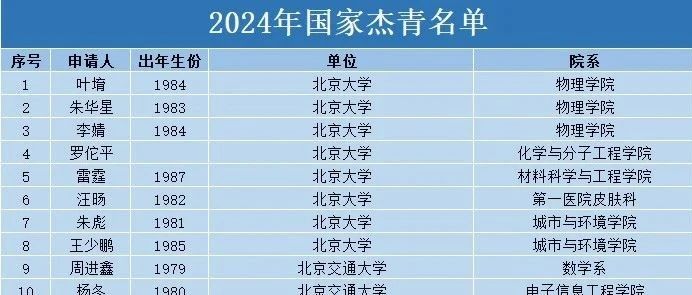 2024年国家杰青名单
序号 申请人 出年生份 单位 院系
1 叶堉 1984 北京大学 物理学院
2 朱华星 1983 北京大学 物理学院
3 李婧 1984 北京大学 物理学院
4 罗佗平 北京大学 化学与分子工程学院
5 雷霆 1987 北京大学 材料科学与工程学院
6 汪旸 1982 北京大学 第一医院皮肤科
7 朱彪 1981 北京大学 城市与环境学院
8 王少鹏 1985 北京大学 城市与环境学院
9 周进鑫 1979 北京交通大学 数学系
10 杨冬 1980 北京交通大学 电子信息工程学院